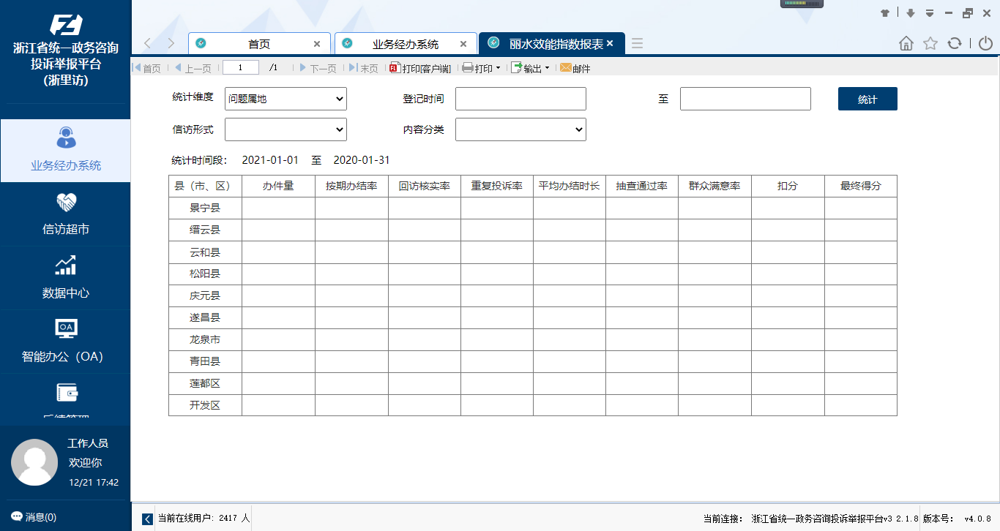 浙江省统一政务咨询
投诉举报平台
(浙里访)
首页
业务经办系统
丽水效能指数报表
首页 上一页 1 /1 下一页 末页 打印[客户端] 打印 输出 邮件
业务经办系统
信访超市
数据中心
OA
智能办公（OA）
工作人员
欢迎你
12/21 17:42
消息(0)
统计维度 问题属地 登记时间 至 统计
信访形式 内容分类
统计时间段： 2021-01-01 至 2020-01-31
县（市、区） 办件量 按期办结率 回访核实率 重复投诉率 平均办结时长 抽查通过率 群众满意率 扣分 最终得分
景宁县
缙云县
云和县
松阳县
庆元县
遂昌县
龙泉市
青田县
莲都区
开发区
当前在线用户: 2417 人
当前连接: 浙江省统一政务咨询投诉举报平台v3 2.1.8 版本号: v4.0.8